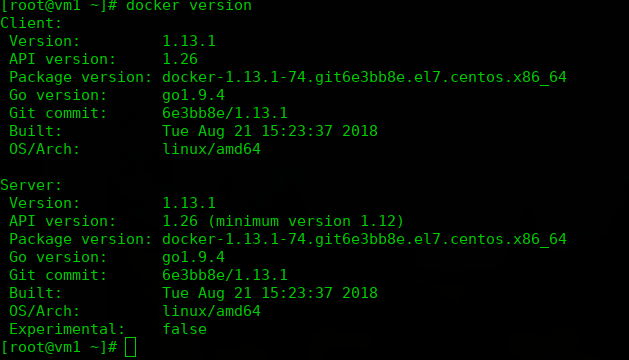 [root@vm1 ~]# docker version
Client:
 Version:         1.13.1
 API version:     1.26
 Package version: docker-1.13.1-74.git6e3bb8e.el7.centos.x86_64
 Go version:      go1.9.4
 Git commit:      6e3bb8e/1.13.1
 Built:           Tue Aug 21 15:23:37 2018
 OS/Arch:         linux/amd64

Server:
 Version:         1.13.1
 API version:     1.26 (minimum version 1.12)
 Package version: docker-1.13.1-74.git6e3bb8e.el7.centos.x86_64
 Go version:      go1.9.4
 Git commit:      6e3bb8e/1.13.1
 Built:           Tue Aug 21 15:23:37 2018
 OS/Arch:         linux/amd64
 Experimental:    false
[root@vm1 ~]#